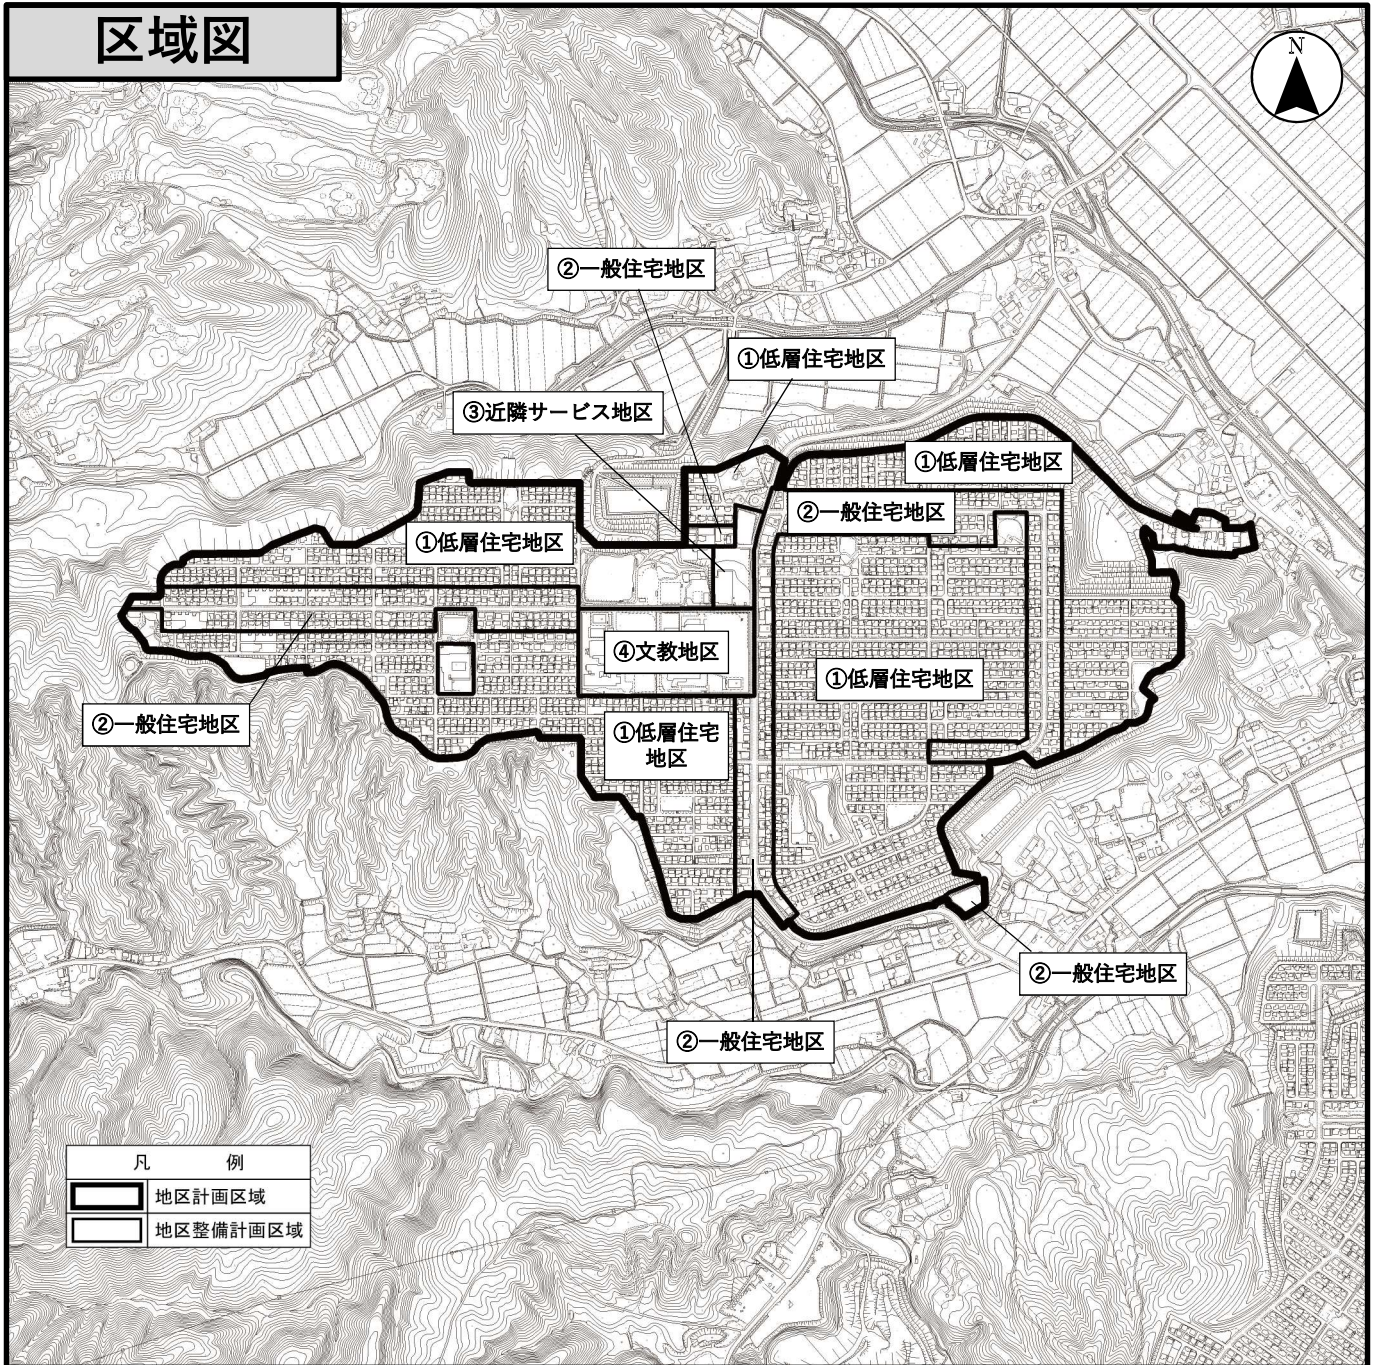 区域図
N
②一般住宅地区
①低層住宅地区
③近隣サービス地区
①低層住宅地区
②一般住宅地区
①低層住宅地区
④文教地区
①低層住宅地区
②一般住宅地区
①低層住宅
地区
②一般住宅地区
②一般住宅地区
凡 例
地区計画区域
地区整備計画区域